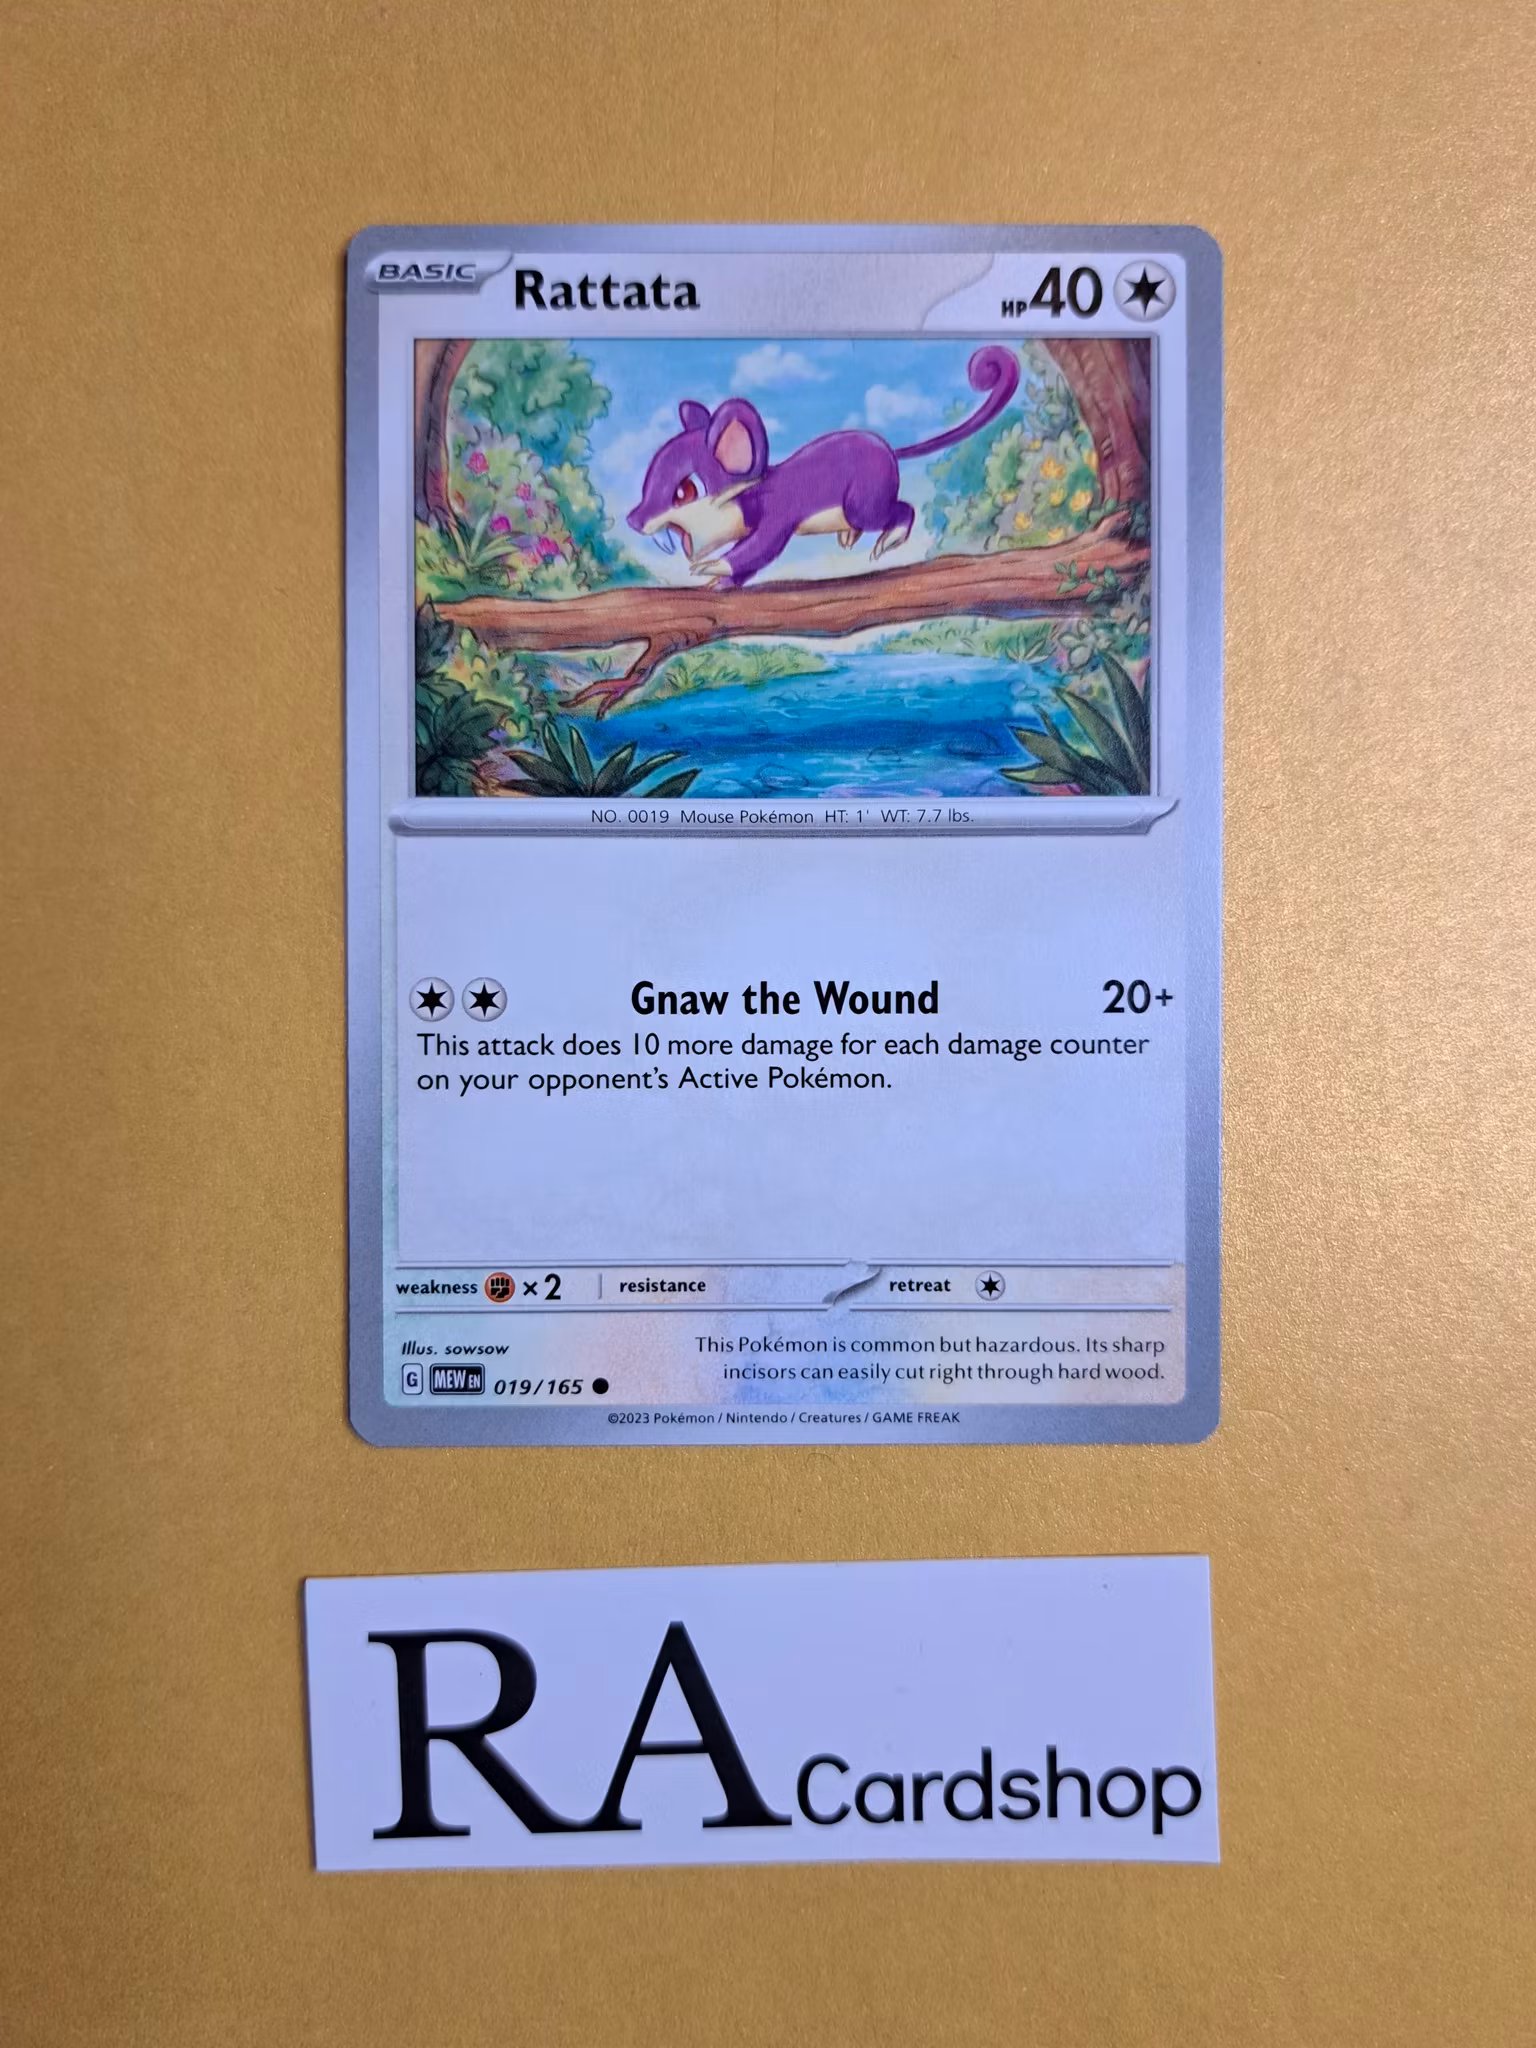 BASIC Rattata HP 40
NO. 0019 Mouse Pokémon HT: 1' WT: 7.7 lbs.
Gnaw the Wound 20+
This attack does 10 more damage for each damage counter
on your opponent's Active Pokémon.
weakness ×2 resistance retreat
Illus. sowsow
This Pokémon is common but hazardous. Its sharp
incisors can easily cut right through hard wood.
G MEW EN 019/165
©2023 Pokémon / Nintendo / Creatures / GAME FREAK
RA Cardshop